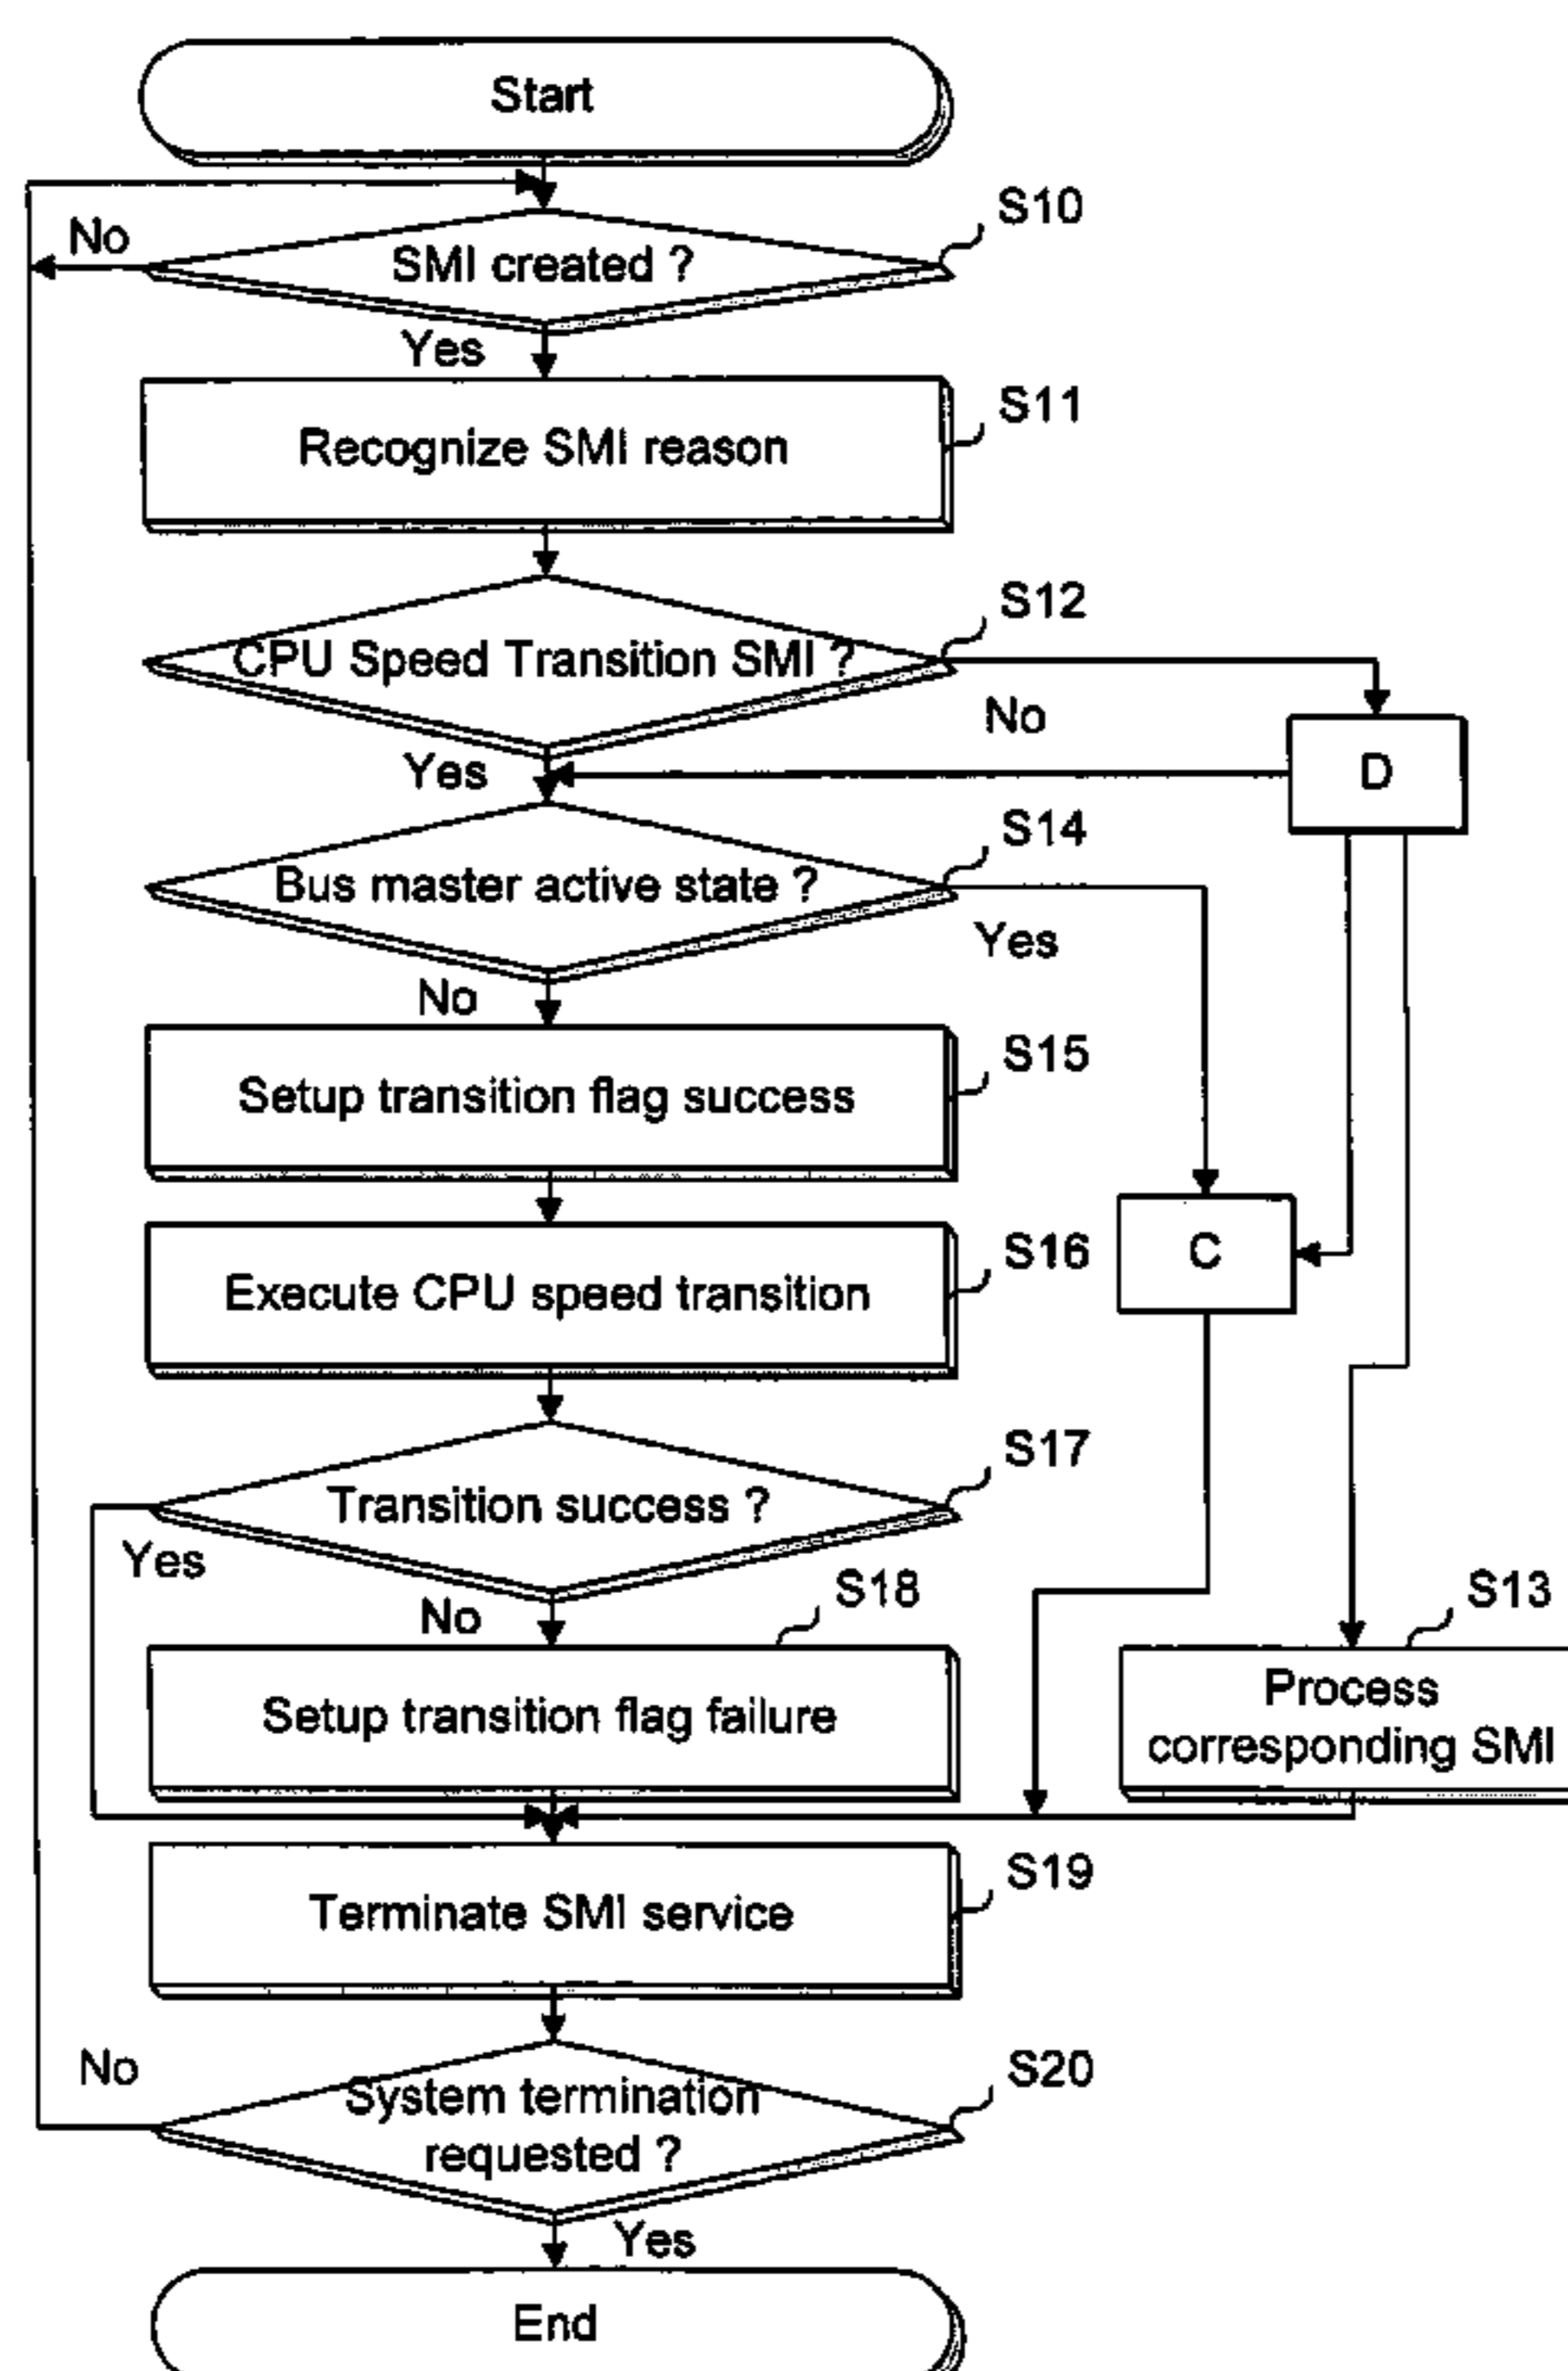 Start
S10
No
SMI created ?
Yes
S11
Recognize SMI reason
S12
CPU Speed Transition SMI ?
No
D
Yes
S14
Bus master active state ?
Yes
No
S15
Setup transition flag success
S16
C
Execute CPU speed transition
S17
Transition success ?
Yes
No
S18
S13
Setup transition flag failure
Process
corresponding SMI
S19
Terminate SMI service
No
S20
System termination
requested ?
Yes
End